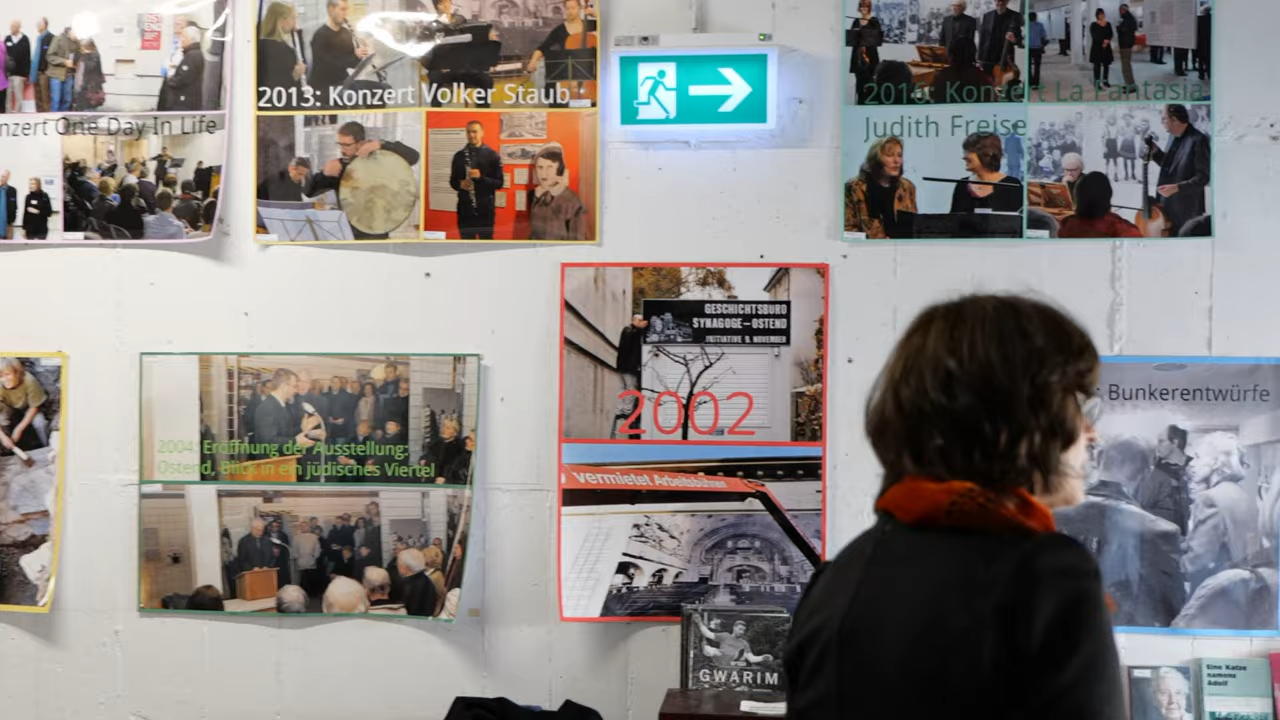 2013: Konzert Volker Staub
nzert One Day In Life
2016: Konzert La Fantasia
Judith Freise
GESCHICHTSBÜRO
SYNAGOGE–OSTEND
INITIATIVE 9. NOVEMBER
2002
: Bunkerentwürfe
2004: Eröffnung der Ausstellung:
Ostend, Blick in ein jüdisches Viertel
vermietet Arbeitsbühnen
GWARIM
Eine Katze
namens
Adolf